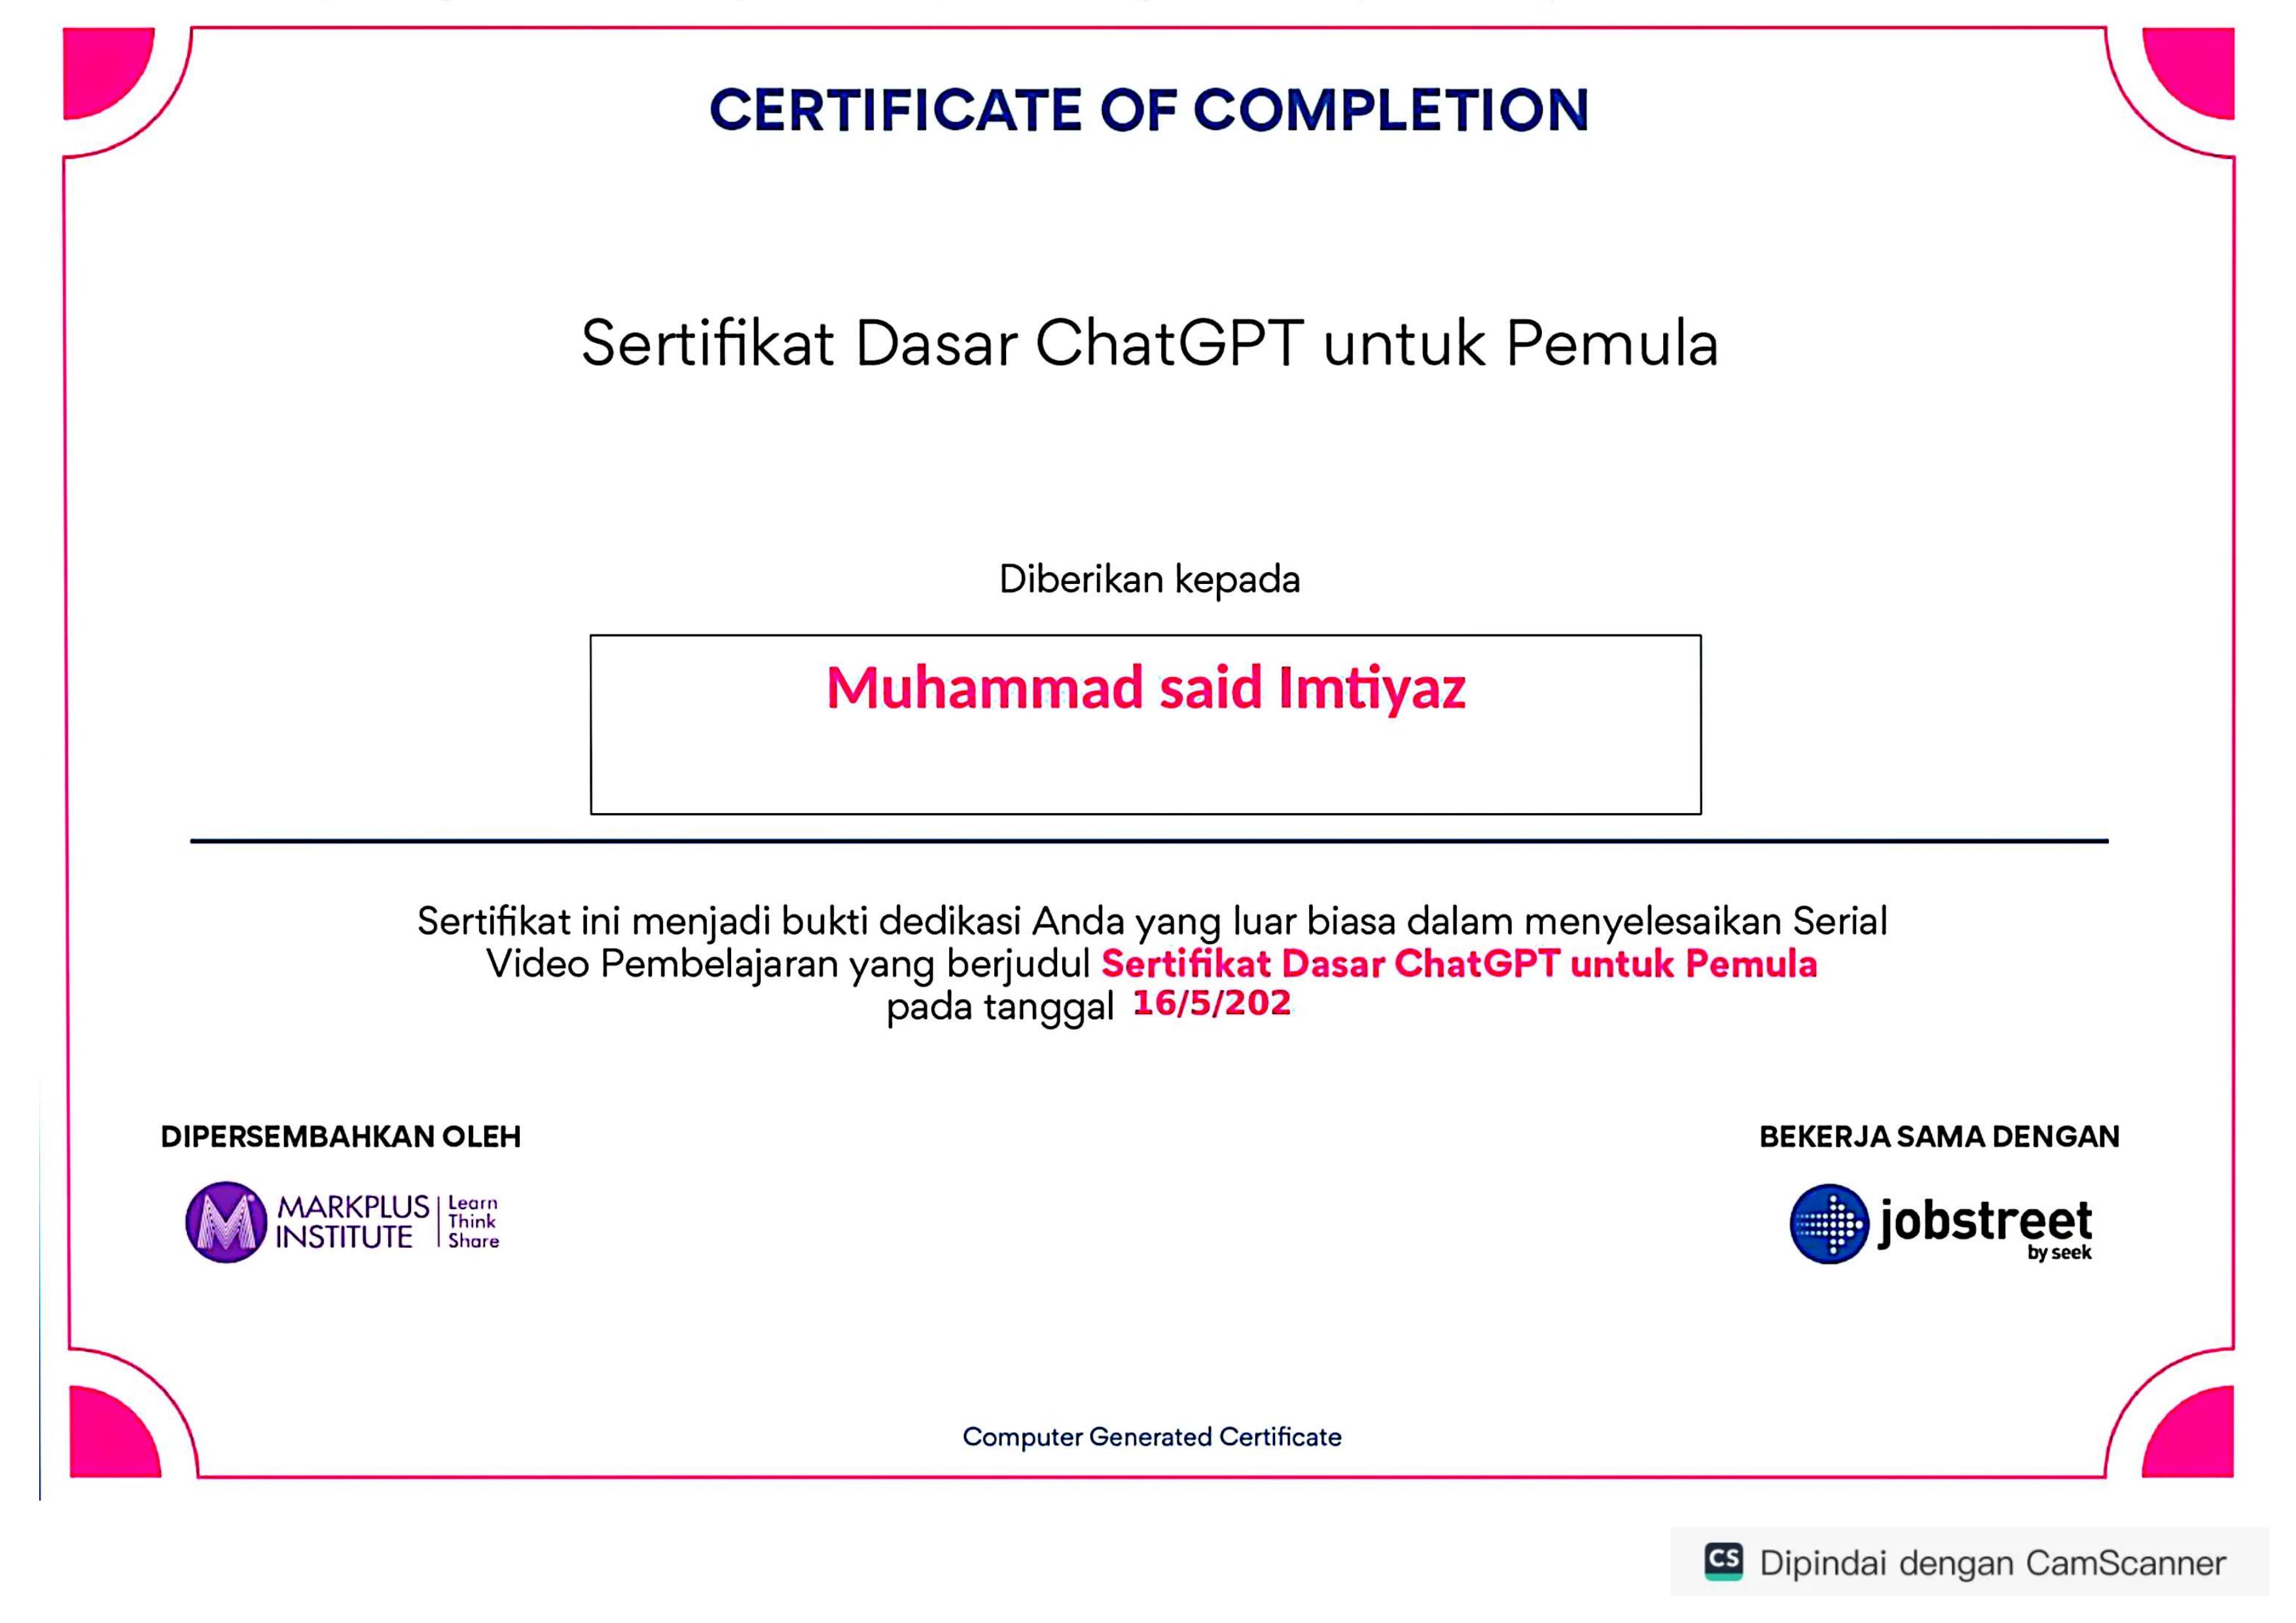 CERTIFICATE OF COMPLETION
Sertifikat Dasar ChatGPT untuk Pemula
Diberikan kepada
Muhammad said Imtiyaz
Sertifikat ini menjadi bukti dedikasi Anda yang luar biasa dalam menyelesaikan Serial
Video Pembelajaran yang berjudul Sertifikat Dasar ChatGPT untuk Pemula
pada tanggal 16/5/202
DIPERSEMBAHKAN OLEH
MARKPLUS INSTITUTE
Learn
Think
Share
BEKERJA SAMA DENGAN
jobstreet
by seek
Computer Generated Certificate
CS Dipindai dengan CamScanner